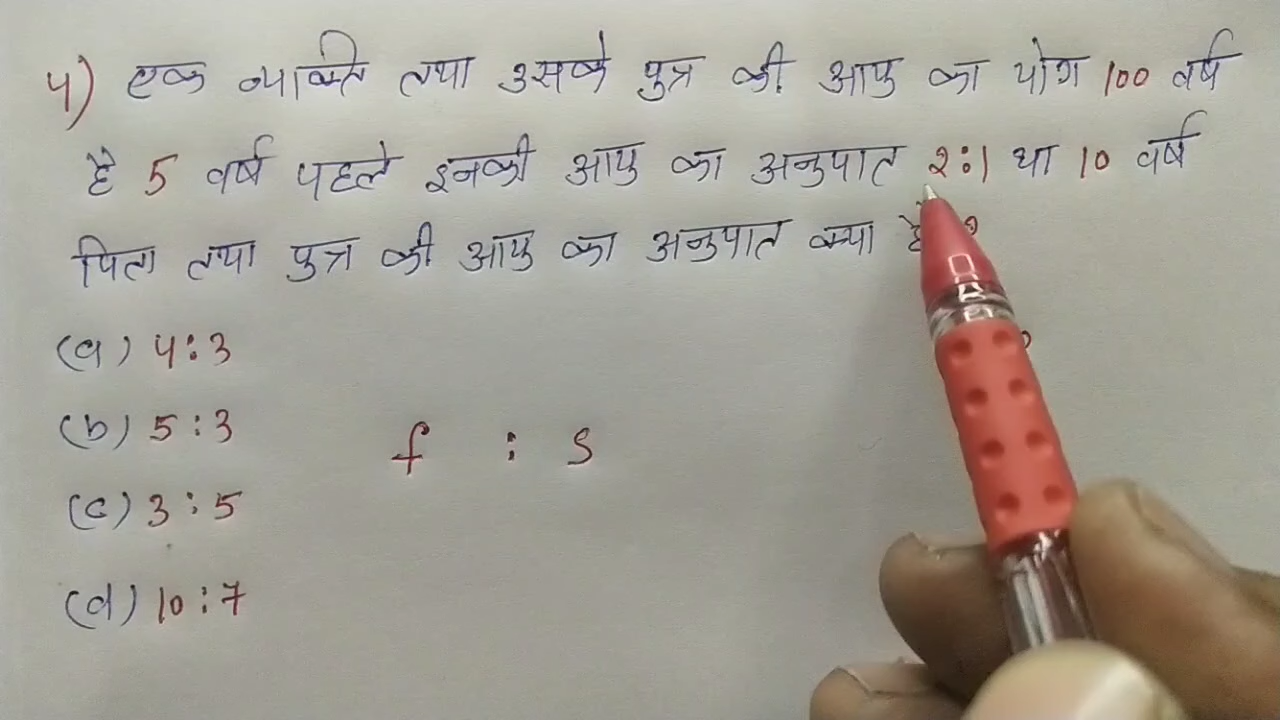 4) एक व्यक्ति तथा उसके पुत्र की आयु का योग 100 वर्ष
है 5 वर्ष पहले इनकी आयु का अनुपात २:1 था 10 वर्ष
पिता तथा पुत्र की आयु का अनुपात क्या है ?
(a) 4:3
(b) 5:3
f : S
(c) 3:5
(d) 10:7